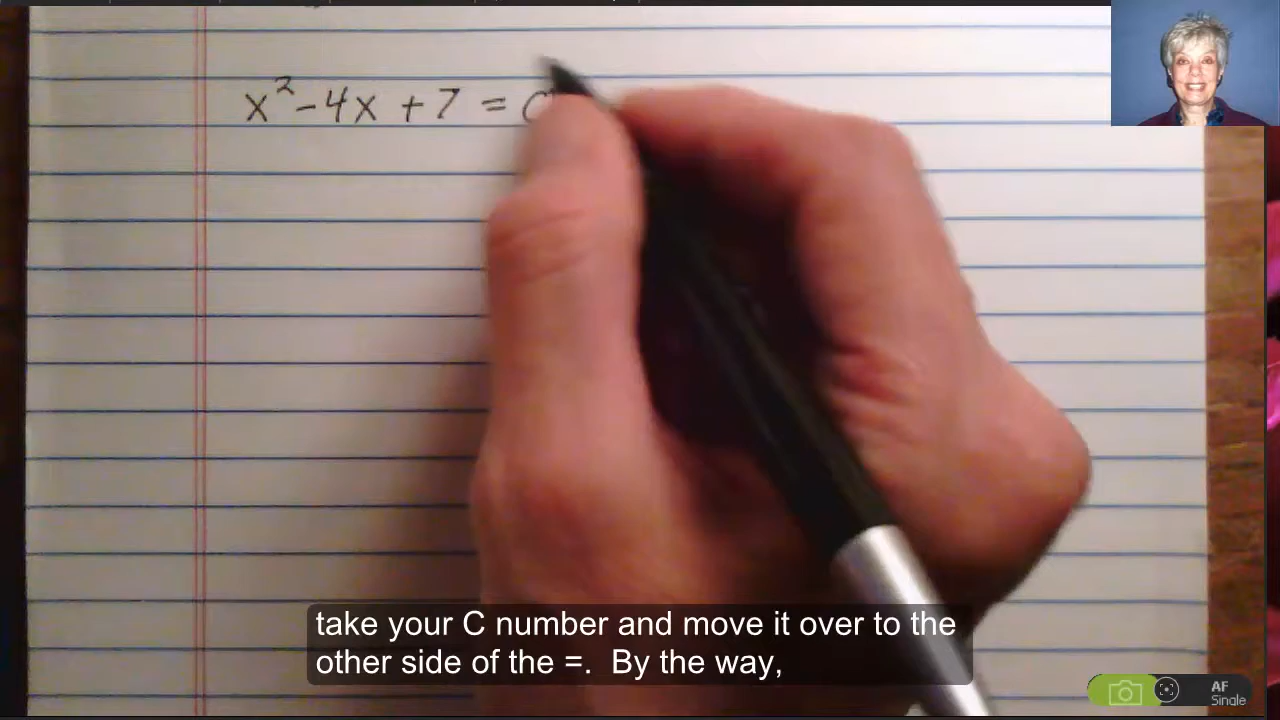 x² - 4x + 7 = 0
take your C number and move it over to the
other side of the =. By the way,
AF
Single